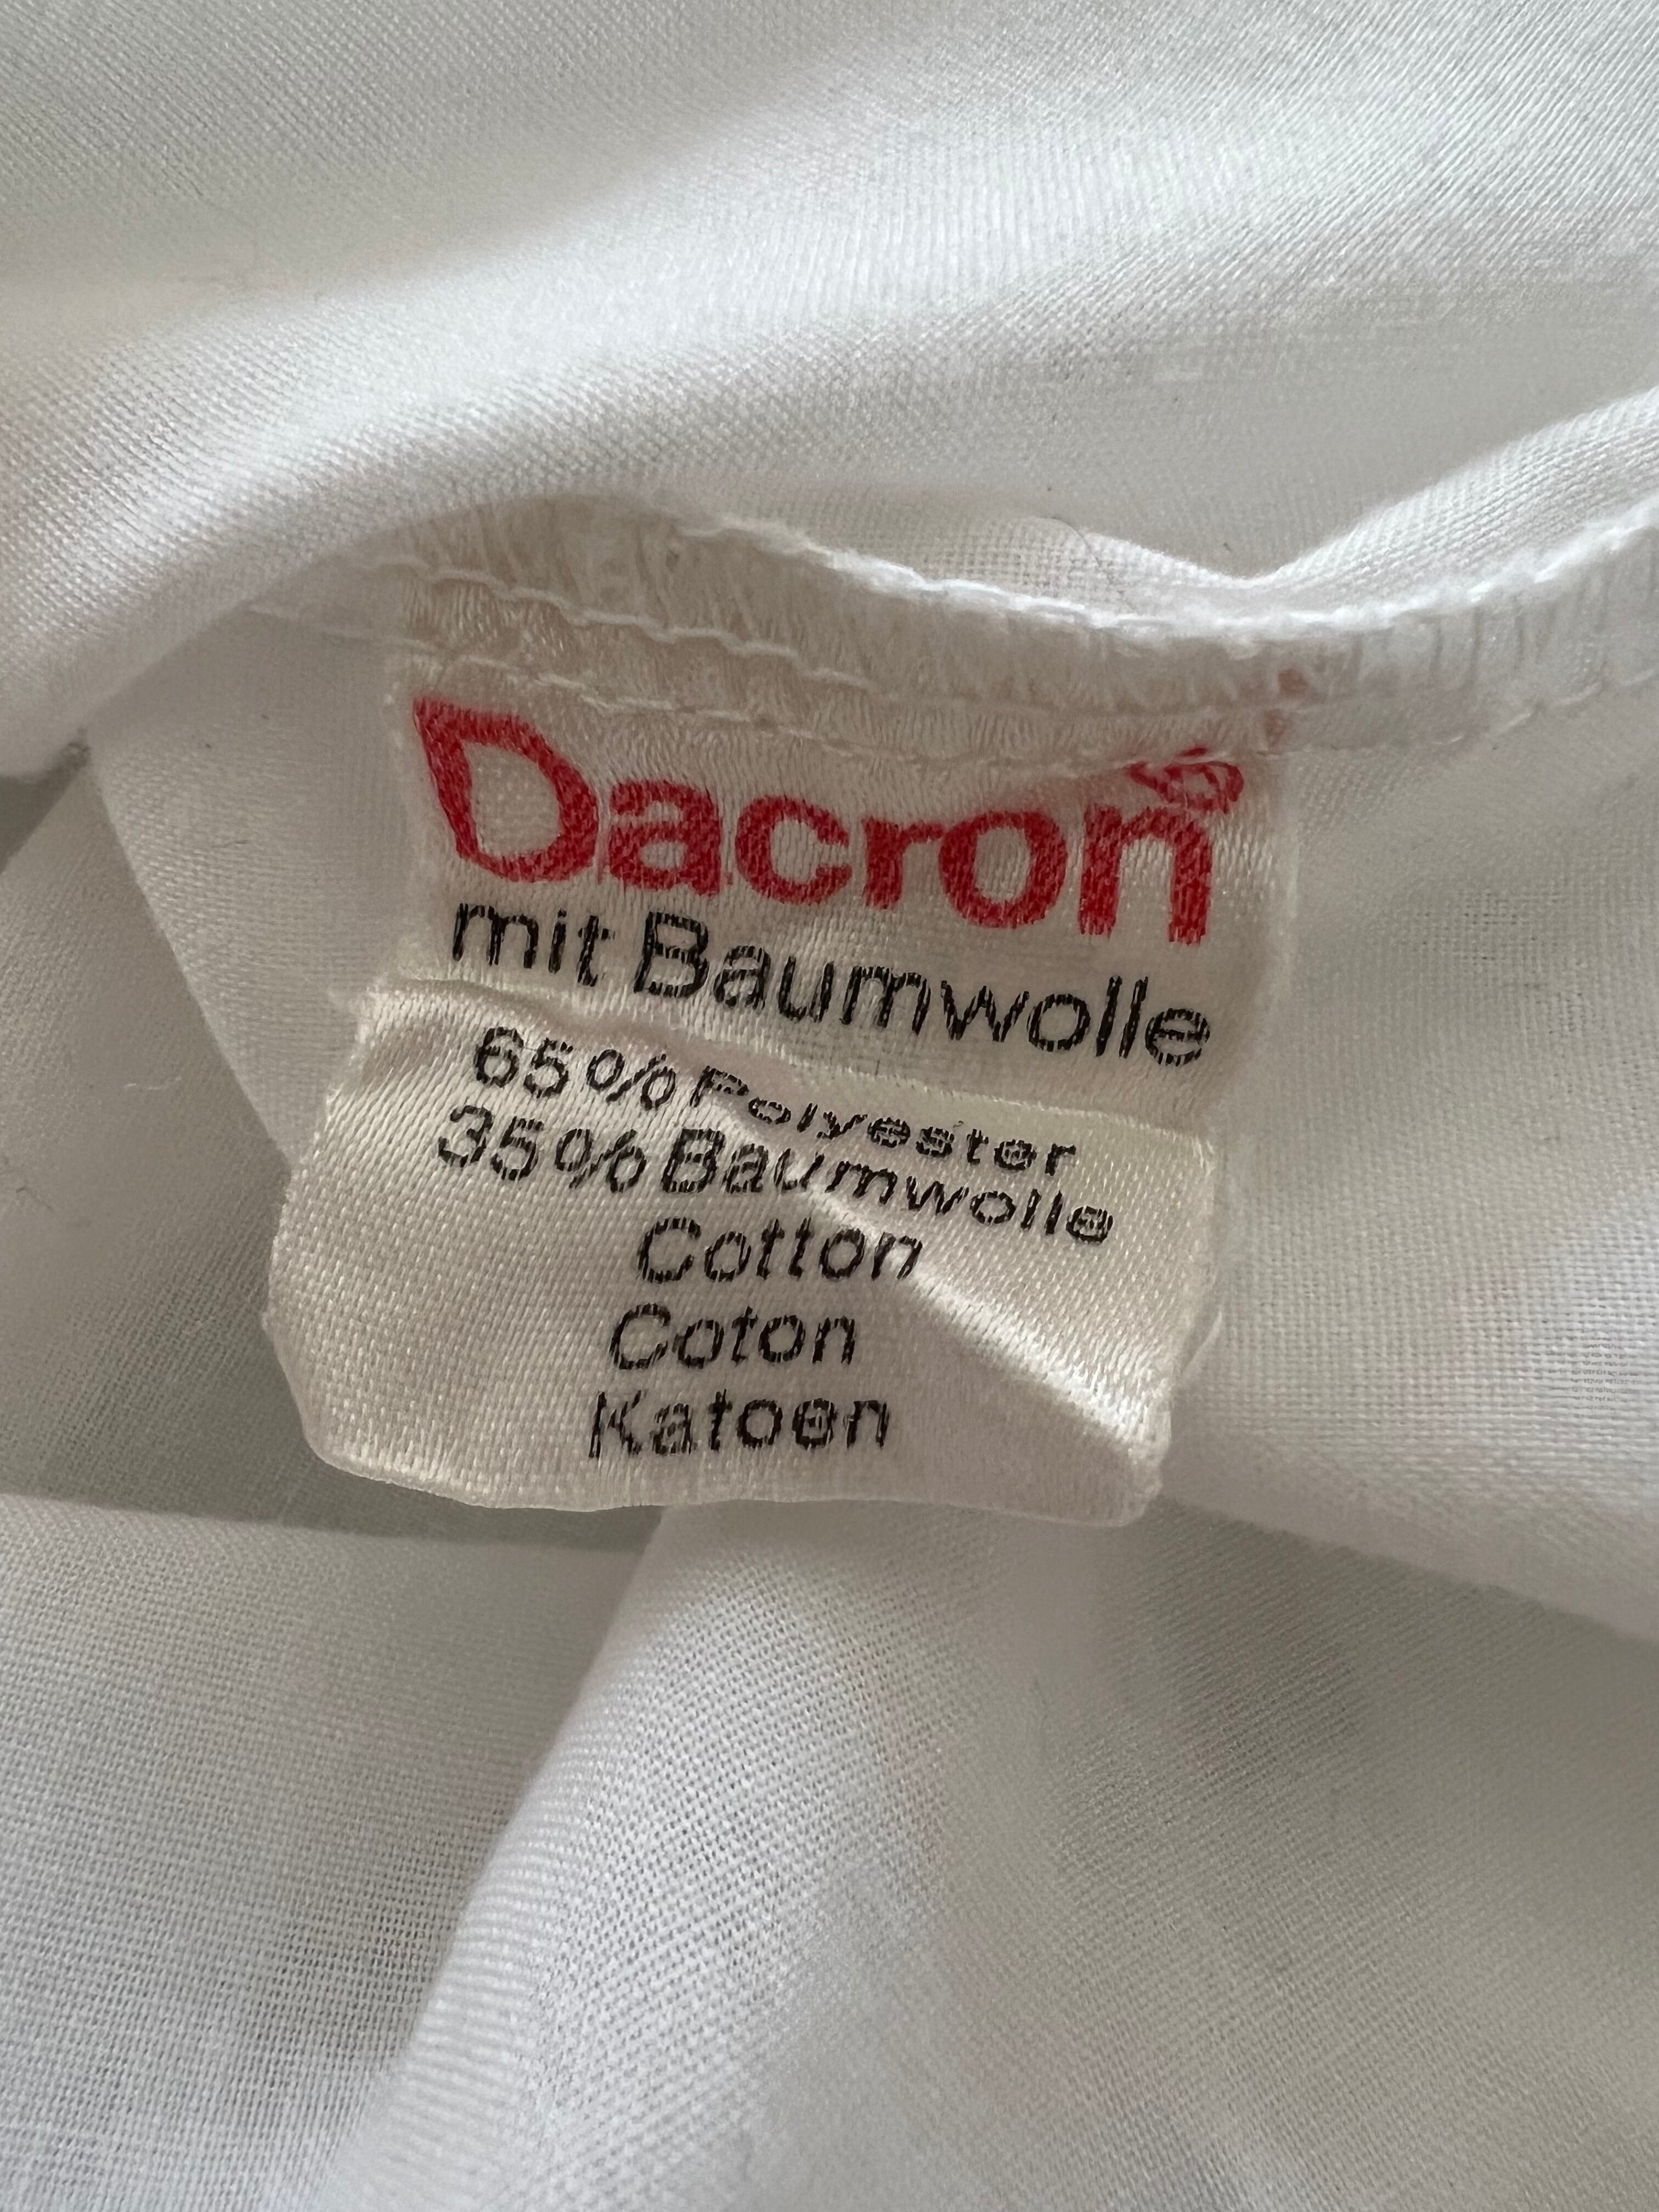 Dacron®
mit Baumwolle
65% Polyester
35% Baumwolle
Cotton
Coton
Katoen